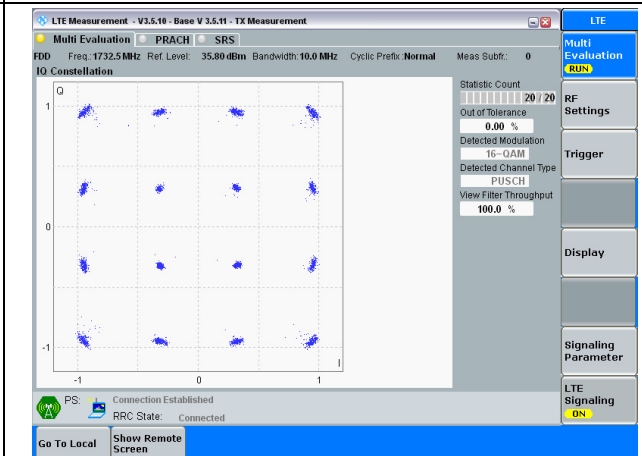 LTE Measurement - V3.5.10 - Base V 3.5.11 - TX Measurement
LTE
Multi Evaluation PRACH SRS
FDD Freq.:1732.5 MHz Ref. Level: 35.80 dBm Bandwidth:10.0 MHz Cyclic Prefix:Normal Meas Subfr.: 0
IQ Constellation
Q
1
0
-1
-1 0 1
I
Statistic Count
20 / 20
Out of Tolerance
0.00 %
Detected Modulation
16-QAM
Detected Channel Type
PUSCH
View Filter Throughput
100.0 %
Multi
Evaluation
RUN
RF
Settings
Trigger
Display
Signaling
Parameter
LTE
Signaling
ON
PS: Connection Established
RRC State: Connected
Go To Local
Show Remote
Screen